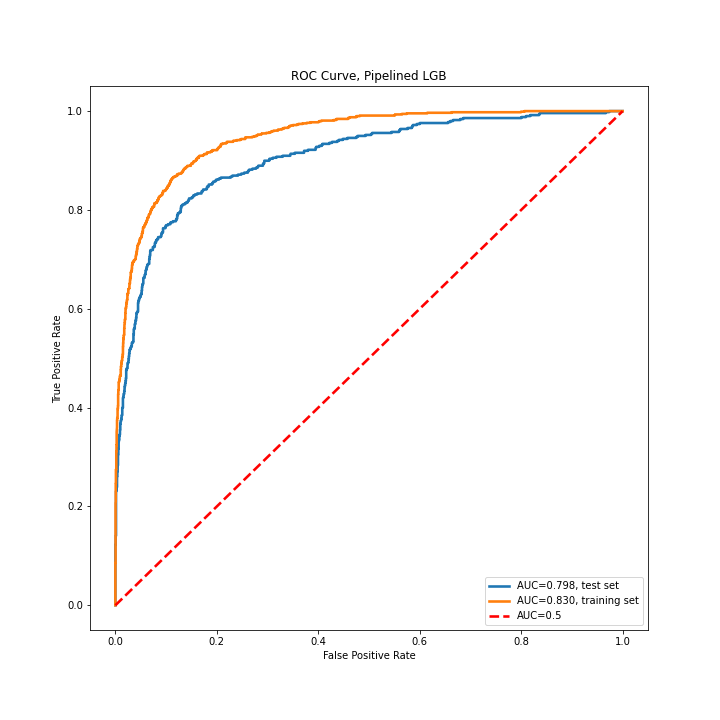 ROC Curve, Pipelined LGB
1.0
0.8
0.6
0.4
0.2
0.0
True Positive Rate
0.0 0.2 0.4 0.6 0.8 1.0
False Positive Rate
AUC=0.798, test set
AUC=0.830, training set
AUC=0.5